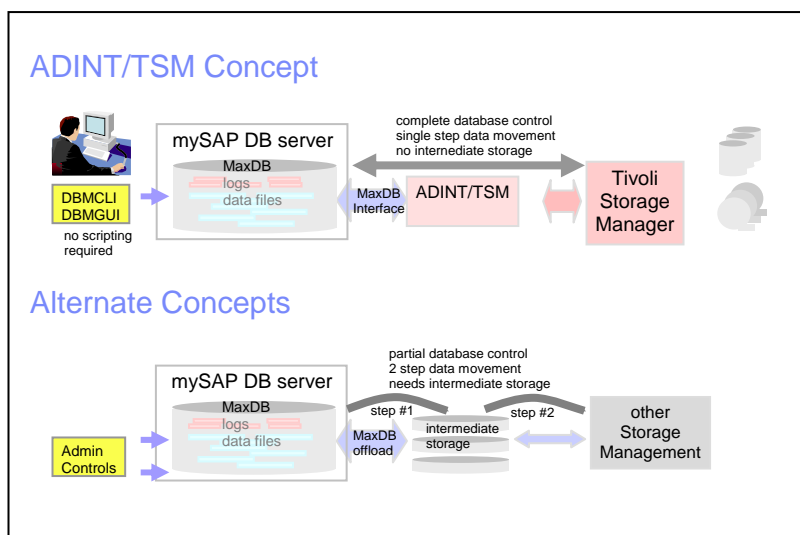 ADINT/TSM Concept
complete database control
single step data movement
no internediate storage
mySAP DB server
MaxDB
logs
data files
DBMCLI
DBMGUI
no scripting
required
MaxDB
Interface
ADINT/TSM
Tivoli
Storage
Manager
Alternate Concepts
partial database control
2 step data movement
needs intermediate storage
mySAP DB server
MaxDB
logs
data files
Admin
Controls
step #1
MaxDB
offload
intermediate
storage
step #2
other
Storage
Management